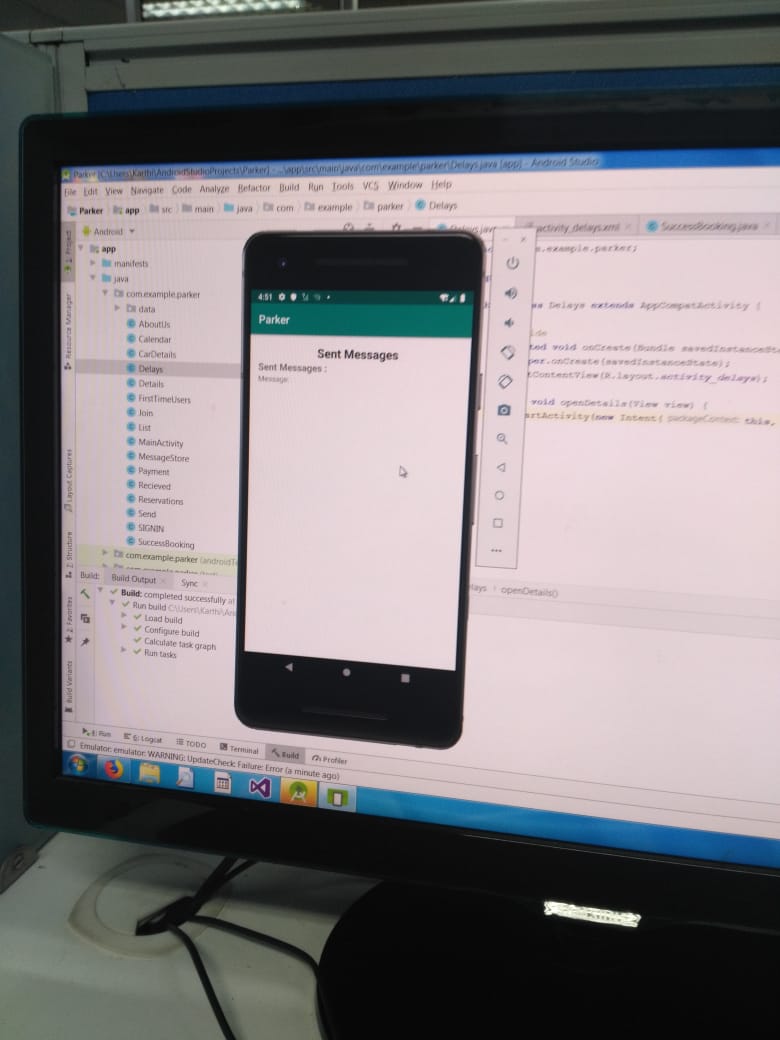 Parker [C:\Users\Karthi\AndroidStudioProjects\Parker] - ...\app\src\main\java\com\example\parker\Delays.java [app] - Android Studio
File Edit View Navigate Code Analyze Refactor Build Run Tools VCS Window Help
Parker app src main java com example parker Delays
Android
Delays.java activity_delays.xml SuccessBooking.java
1: Project
Resource Manager
Layout Captures
Z: Structure
2: Favorites
Build Variants
app
manifests
java
com.example.parker
data
AboutUs
Calendar
CarDetails
Delays
Details
FirstTimeUsers
Join
List
MainActivity
MessageStore
Payment
Recieved
Reservations
Send
SIGNIN
SuccessBooking
com.example.parker (androidT
4:51
Parker
Sent Messages
Sent Messages :
Message:
.example.parker;
ss Delays extends AppCompatActivity {
ide
ted void onCreate(Bundle savedInstanceSt
per.onCreate(savedInstanceState);
tContentView(R.layout.activity_delays);
void openDetails(View view) {
artActivity(new Intent( packageContext: this,
lays › openDetails()
Build: Build Output × Sync ×
Build: completed successfully at
Run build C:\Users\Karthi\An
Load build
Configure build
Calculate task graph
Run tasks
4: Run 6: Logcat TODO Terminal Build Profiler
Emulator: emulator: WARNING: UpdateCheck: Failure: Error (a minute ago)